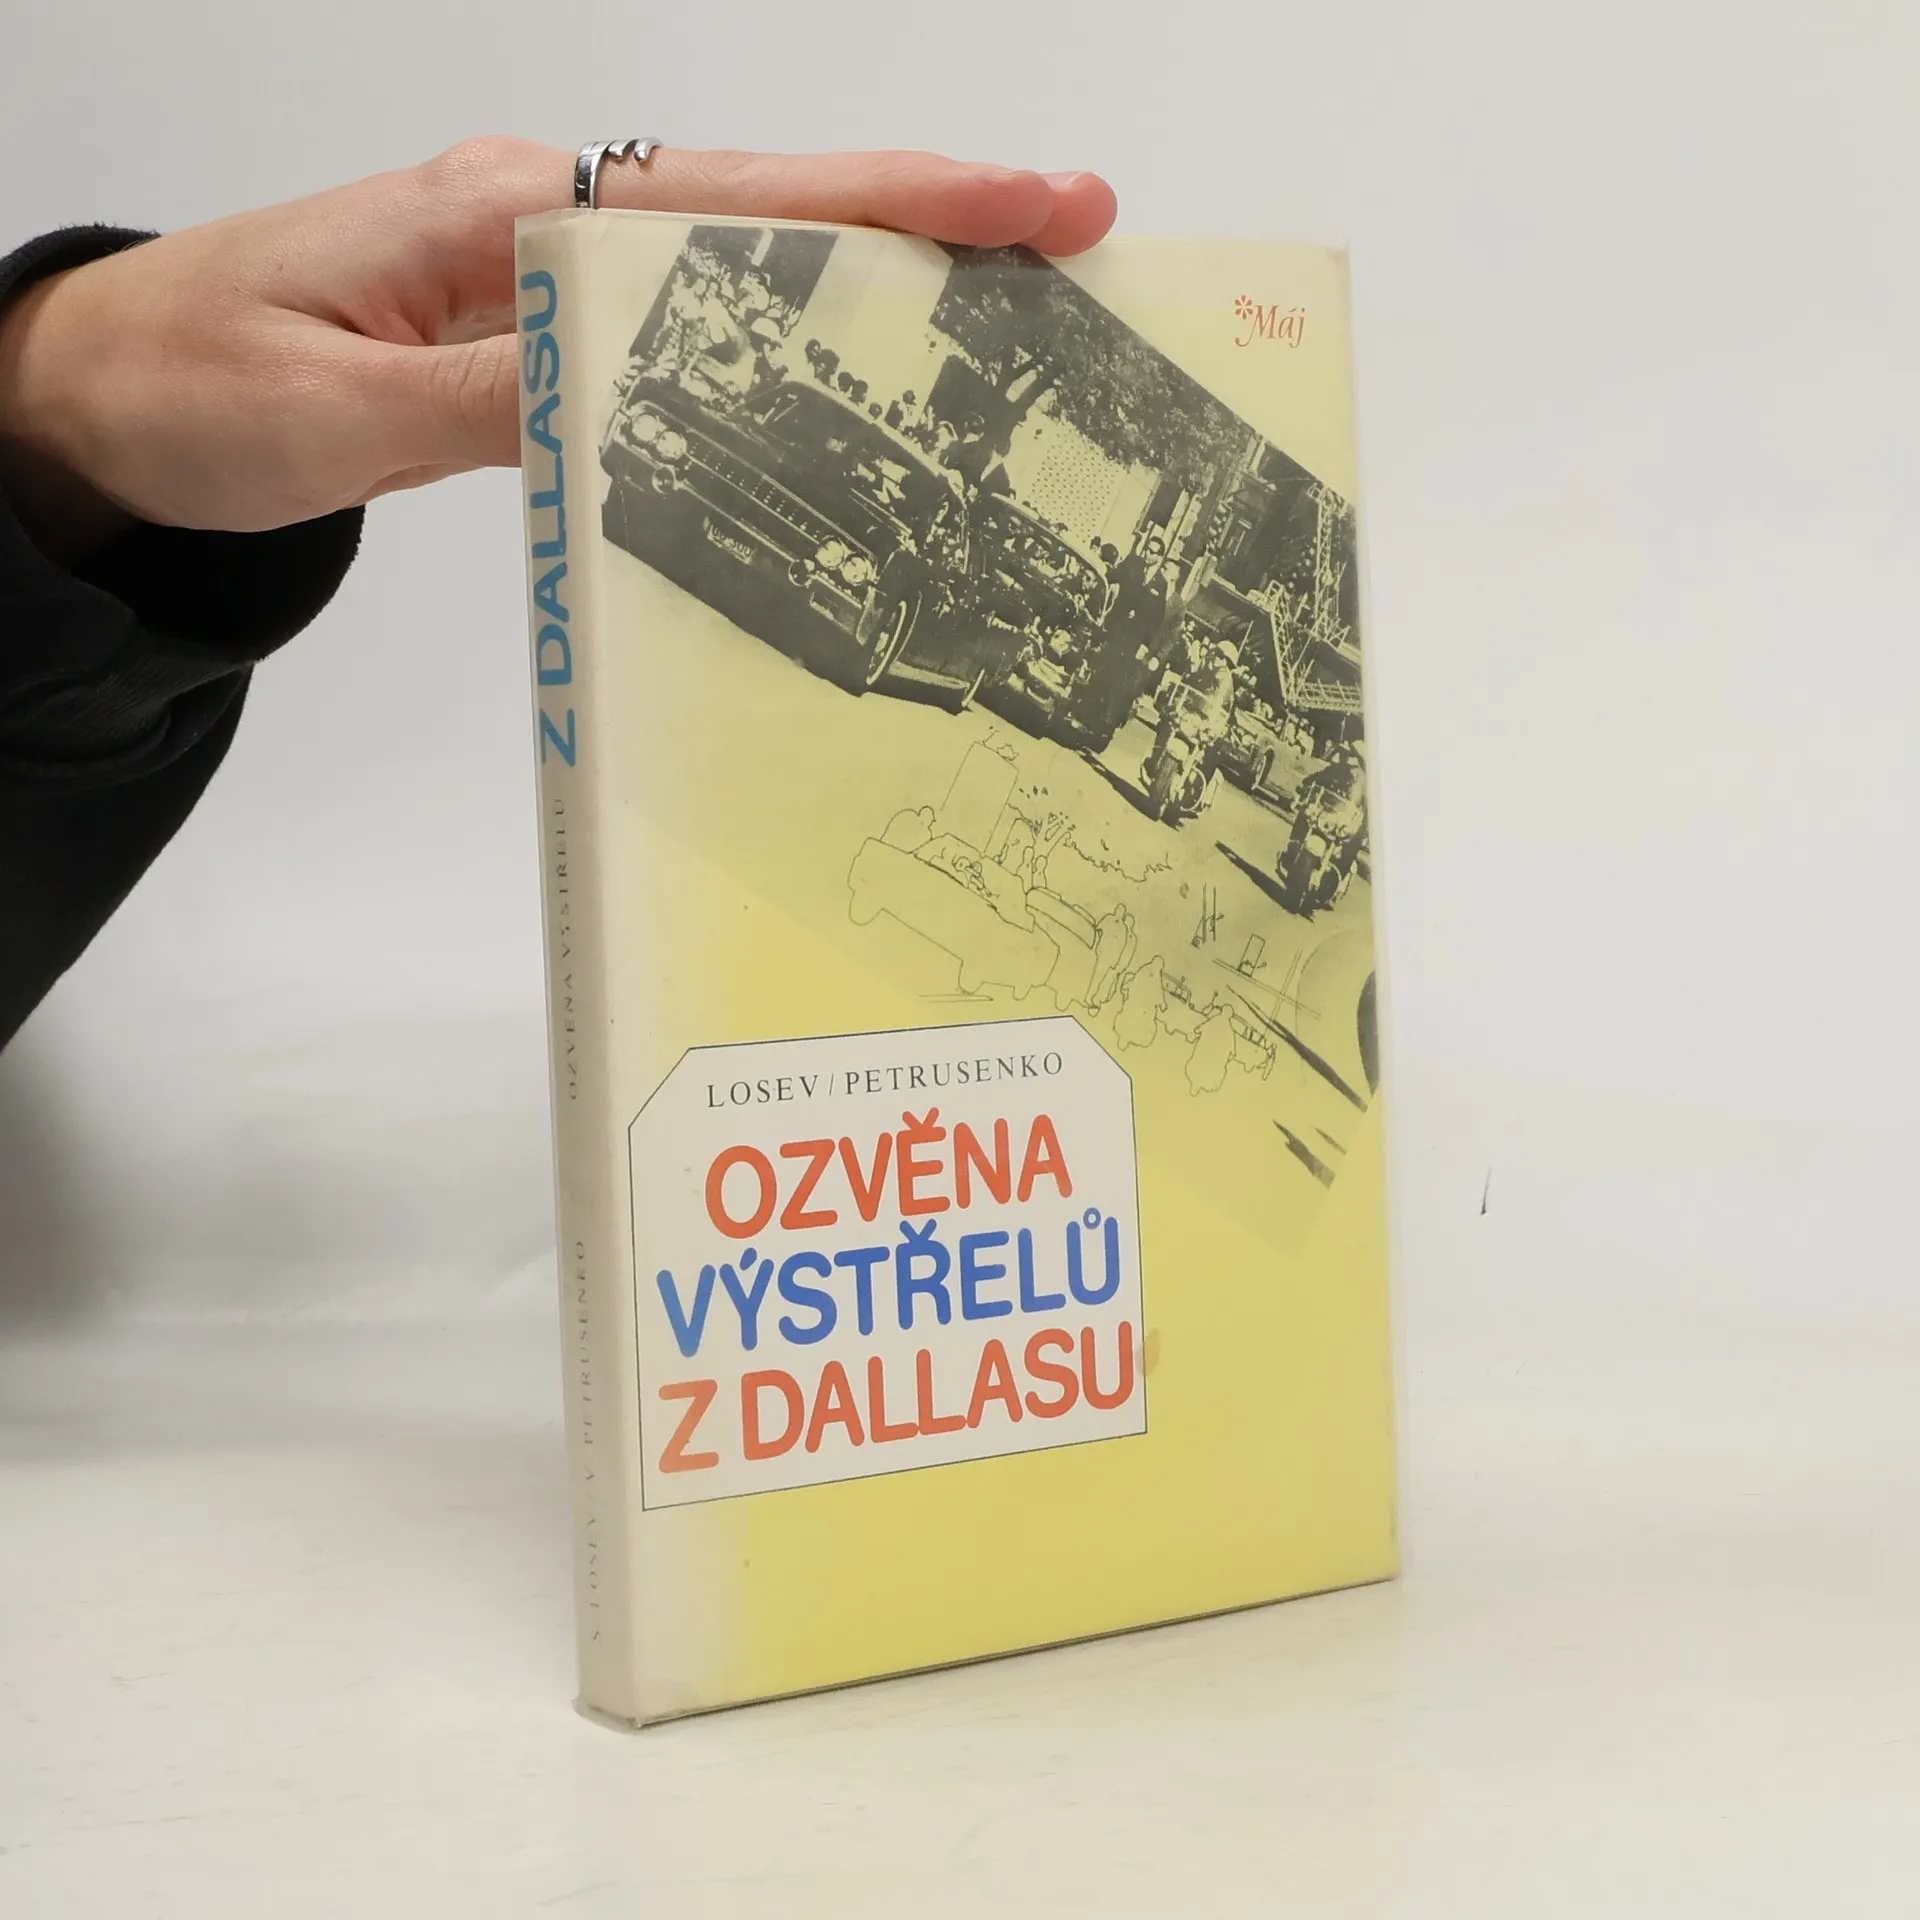 *Máj
LOSEV/PETRUSENKO
OZVĚNA
VÝSTŘELŮ
Z DALLASU
S. LOSEV/V. PETRUSENKO OZVĚNA VÝSTŘELŮ Z DALLASU